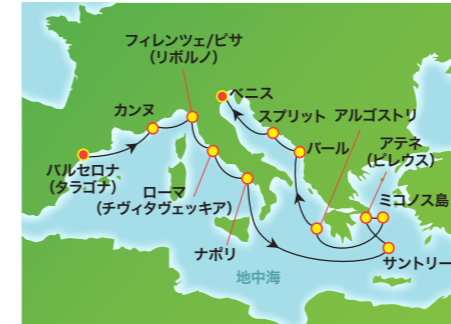 フィレンツェ/ピサ
(リボルノ)
ベニス
カンヌ
スプリット
アルゴストリ
バール
アテネ
(ピレウス)
バルセロナ
(タラゴナ)
ローマ
(チヴィタヴェッキア)
ミコノス島
ナポリ
サントリー
地中海